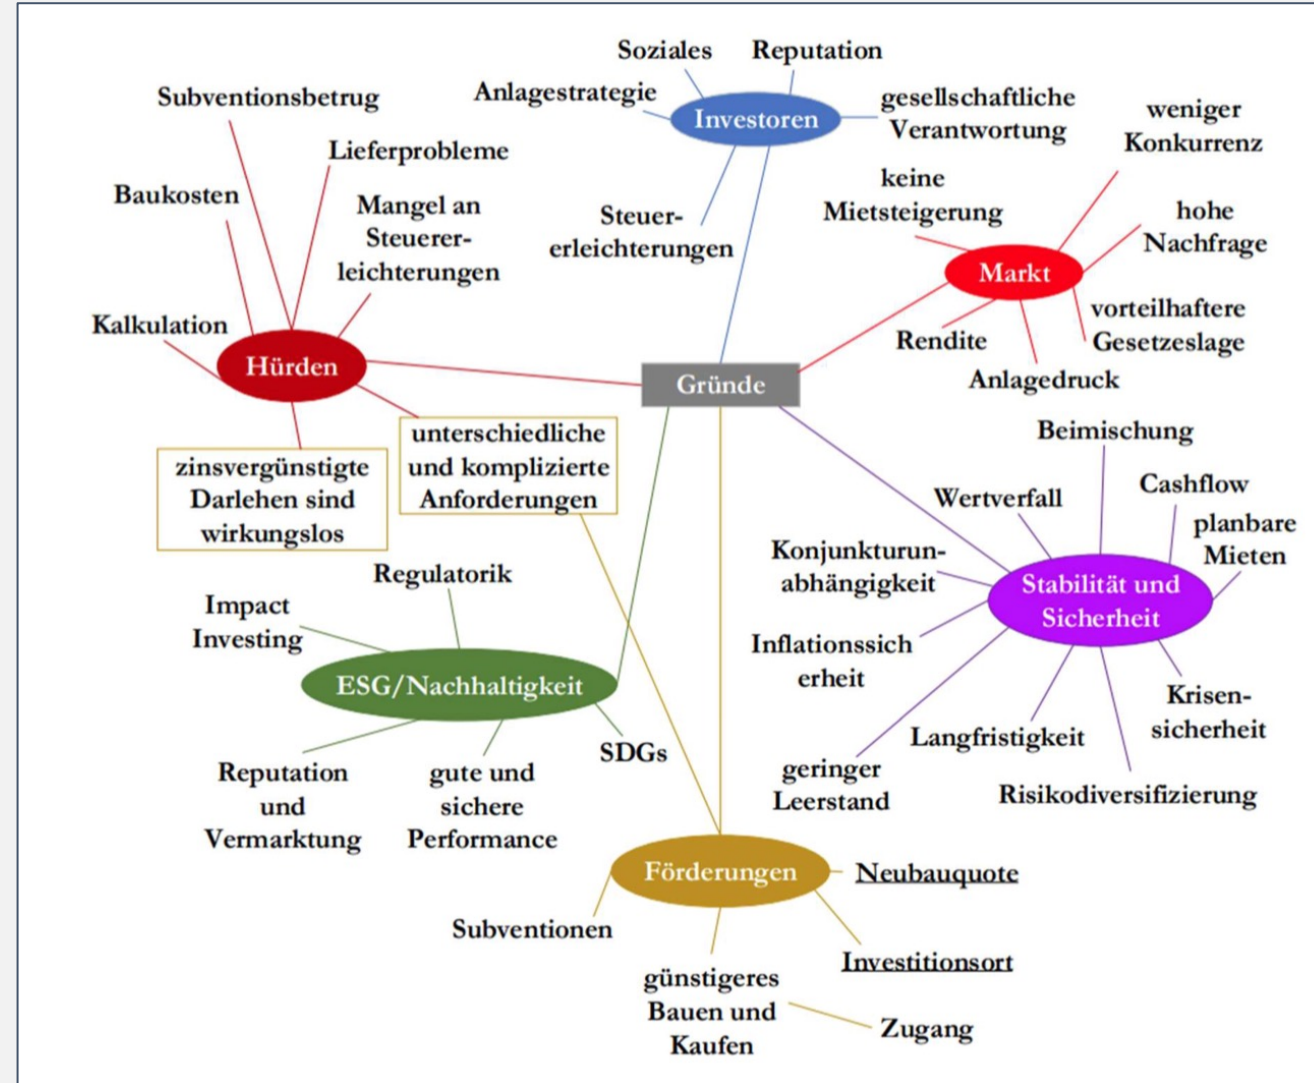 Soziales
Reputation
Anlagestrategie
Investoren
gesellschaftliche
Verantwortung
Steuer-
erleichterungen
Subventionsbetrug
Lieferprobleme
Baukosten
Mangel an
Steuerer-
leichterungen
Kalkulation
Hürden
zinsvergünstigte
Darlehen sind
wirkungslos
unterschiedliche
und komplizierte
Anforderungen
weniger
Konkurrenz
keine
Mietsteigerung
hohe
Nachfrage
Markt
vorteilhaftere
Gesetzeslage
Rendite
Anlagedruck
Gründe
Beimischung
Wertverfall
Cashflow
planbare
Mieten
Konjunkturun-
abhängigkeit
Stabilität und
Sicherheit
Inflationssich
erheit
Krisen-
sicherheit
Langfristigkeit
geringer
Leerstand
Risikodiversifizierung
Regulatorik
Impact
Investing
ESG/Nachhaltigkeit
SDGs
Reputation
und
Vermarktung
gute und
sichere
Performance
Förderungen
Neubauquote
Subventionen
Investitionsort
günstigeres
Bauen und
Kaufen
Zugang